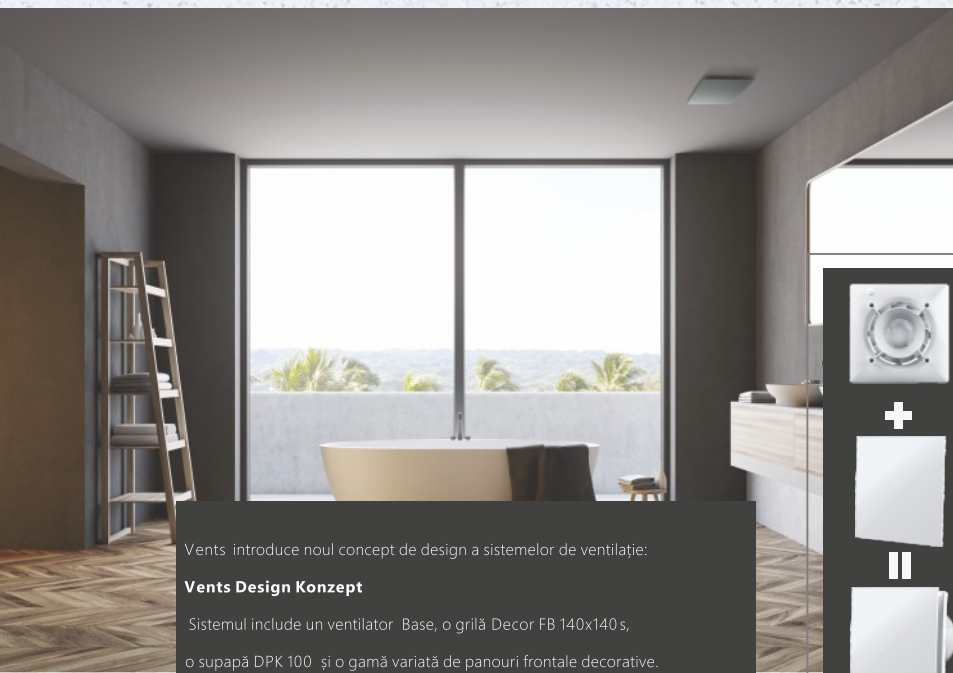 Vents introduce noul concept de design a sistemelor de ventilație:
Vents Design Konzept
Sistemul include un ventilator Base, o grilă Decor FB 140x140 s,
o supapă DPK 100 și o gamă variată de panouri frontale decorative.